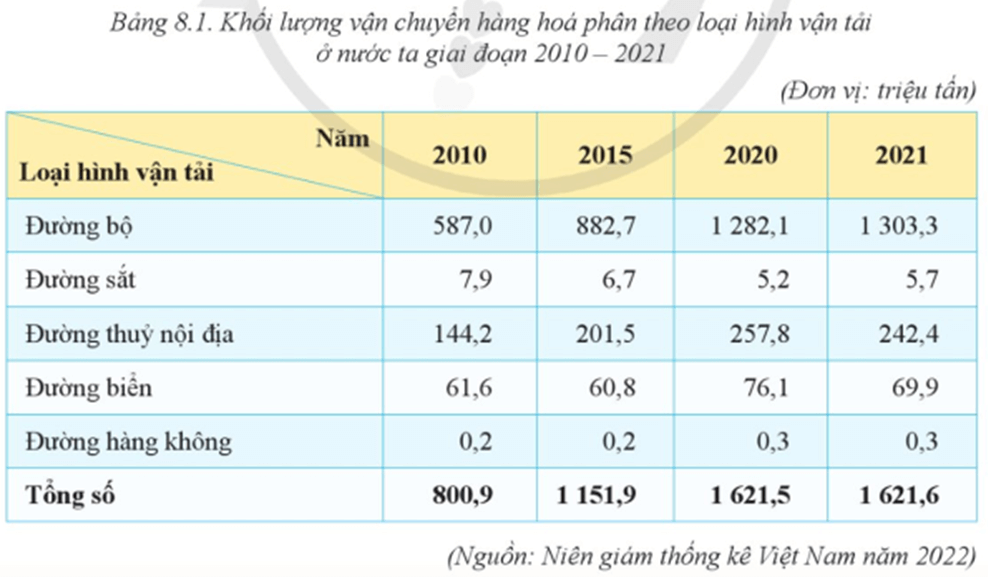 Bảng 8.1. Khối lượng vận chuyển hàng hoá phân theo loại hình vận tải
ở nước ta giai đoạn 2010 – 2021
(Đơn vị: triệu tấn)
Năm
Loại hình vận tải 2010 2015 2020 2021
Đường bộ 587,0 882,7 1 282,1 1 303,3
Đường sắt 7,9 6,7 5,2 5,7
Đường thuỷ nội địa 144,2 201,5 257,8 242,4
Đường biển 61,6 60,8 76,1 69,9
Đường hàng không 0,2 0,2 0,3 0,3
Tổng số 800,9 1 151,9 1 621,5 1 621,6
(Nguồn: Niên giám thống kê Việt Nam năm 2022)